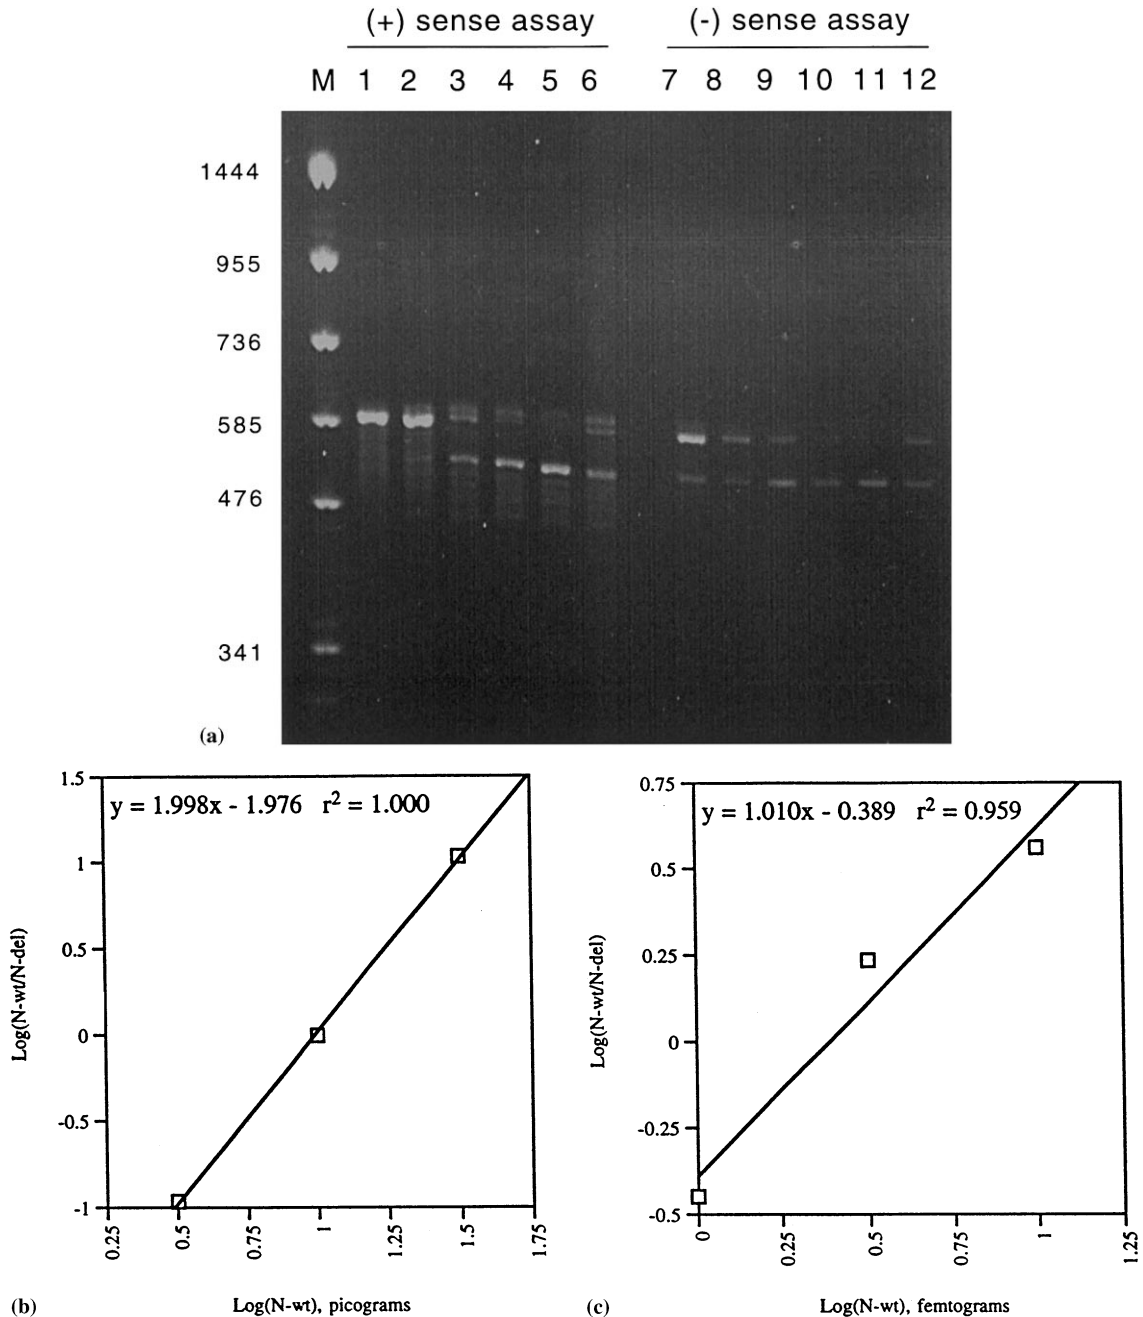 (+) sense assay (-) sense assay
M 1 2 3 4 5 6 7 8 9 10 11 12
1444
955
736
585
476
341
(a)
y = 1.998x - 1.976 r² = 1.000
1.5
1
0.5
0
-0.5
-1
Log(N-wt/N-del)
0.25 0.5 0.75 1 1.25 1.5 1.75
(b) Log(N-wt), picograms
y = 1.010x - 0.389 r² = 0.959
0.75
0.5
0.25
0
-0.25
-0.5
Log(N-wt/N-del)
0 0.25 0.5 0.75 1 1.25
(c) Log(N-wt), femtograms